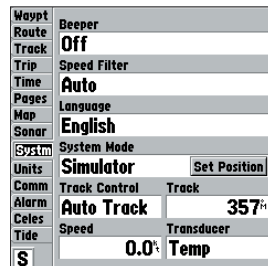 Waypt
Route
Track
Trip
Time
Pages
Map
Sonar
Systm
Units
Comm
Alarm
Celes
Tide
S
Beeper
Off
Speed Filter
Auto
Language
English
System Mode
Simulator
Set Position
Track Control Track
Auto Track 357°M
Speed Transducer
0.0kt Temp